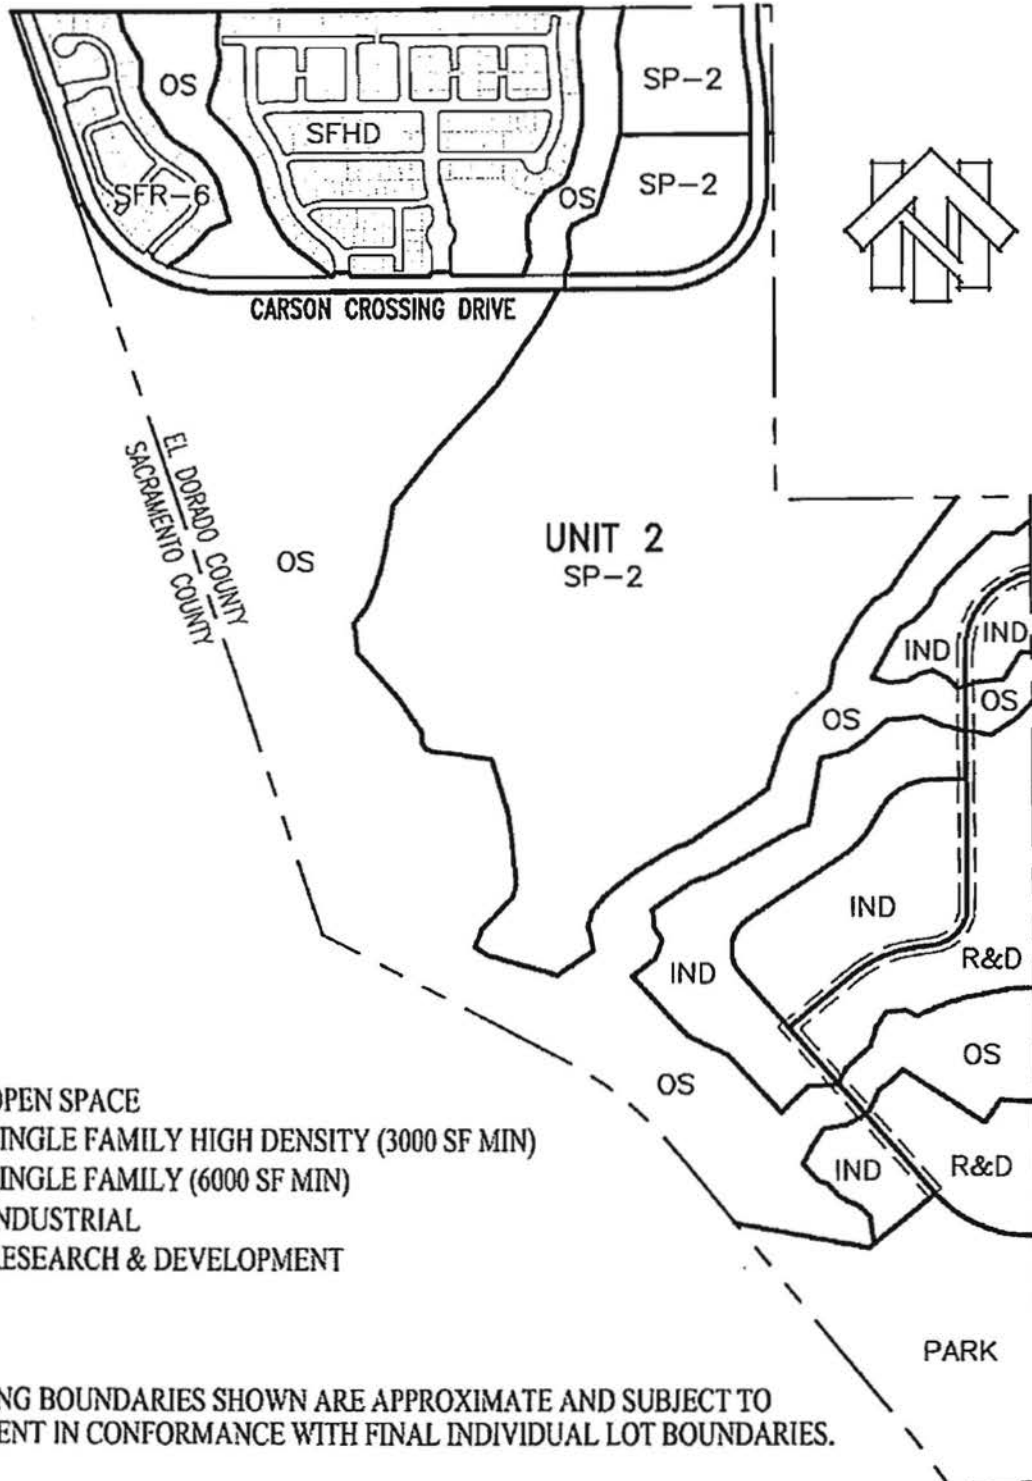 OS
SP-2
SFHD
SFR-6
OS
SP-2
CARSON CROSSING DRIVE
EL DORADO COUNTY
SACRAMENTO COUNTY
OS
UNIT 2
SP-2
IND
IND
OS
OS
IND
R&D
IND
OS
OS
IND
R&D
PARK
N
OPEN SPACE
INGLE FAMILY HIGH DENSITY (3000 SF MIN)
INGLE FAMILY (6000 SF MIN)
NDUSTRIAL
RESEARCH & DEVELOPMENT
NG BOUNDARIES SHOWN ARE APPROXIMATE AND SUBJECT TO
ENT IN CONFORMANCE WITH FINAL INDIVIDUAL LOT BOUNDARIES.